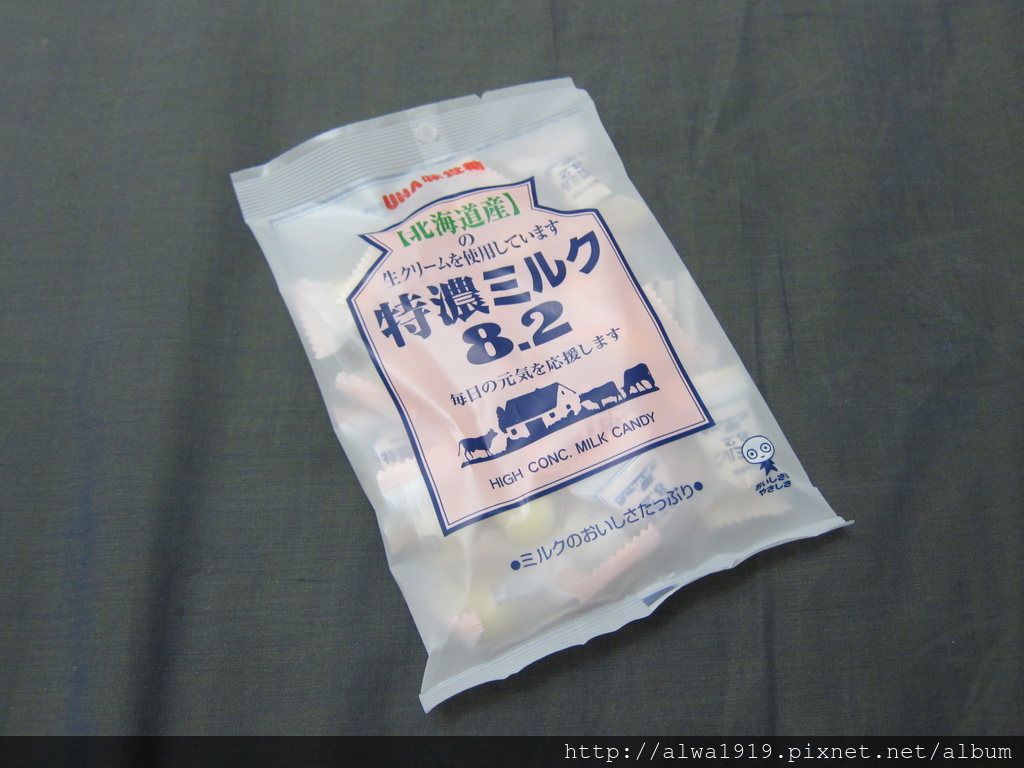 UHA味覚糖
【北海道産】
の
生クリームを使用しています
特濃ミルク
8.2
毎日の元気を応援します
HIGH CONC. MILK CANDY
おいしさは
やさしさ
●ミルクのおいしさたっぷり●
http://alwa1919.pixnet.net/album